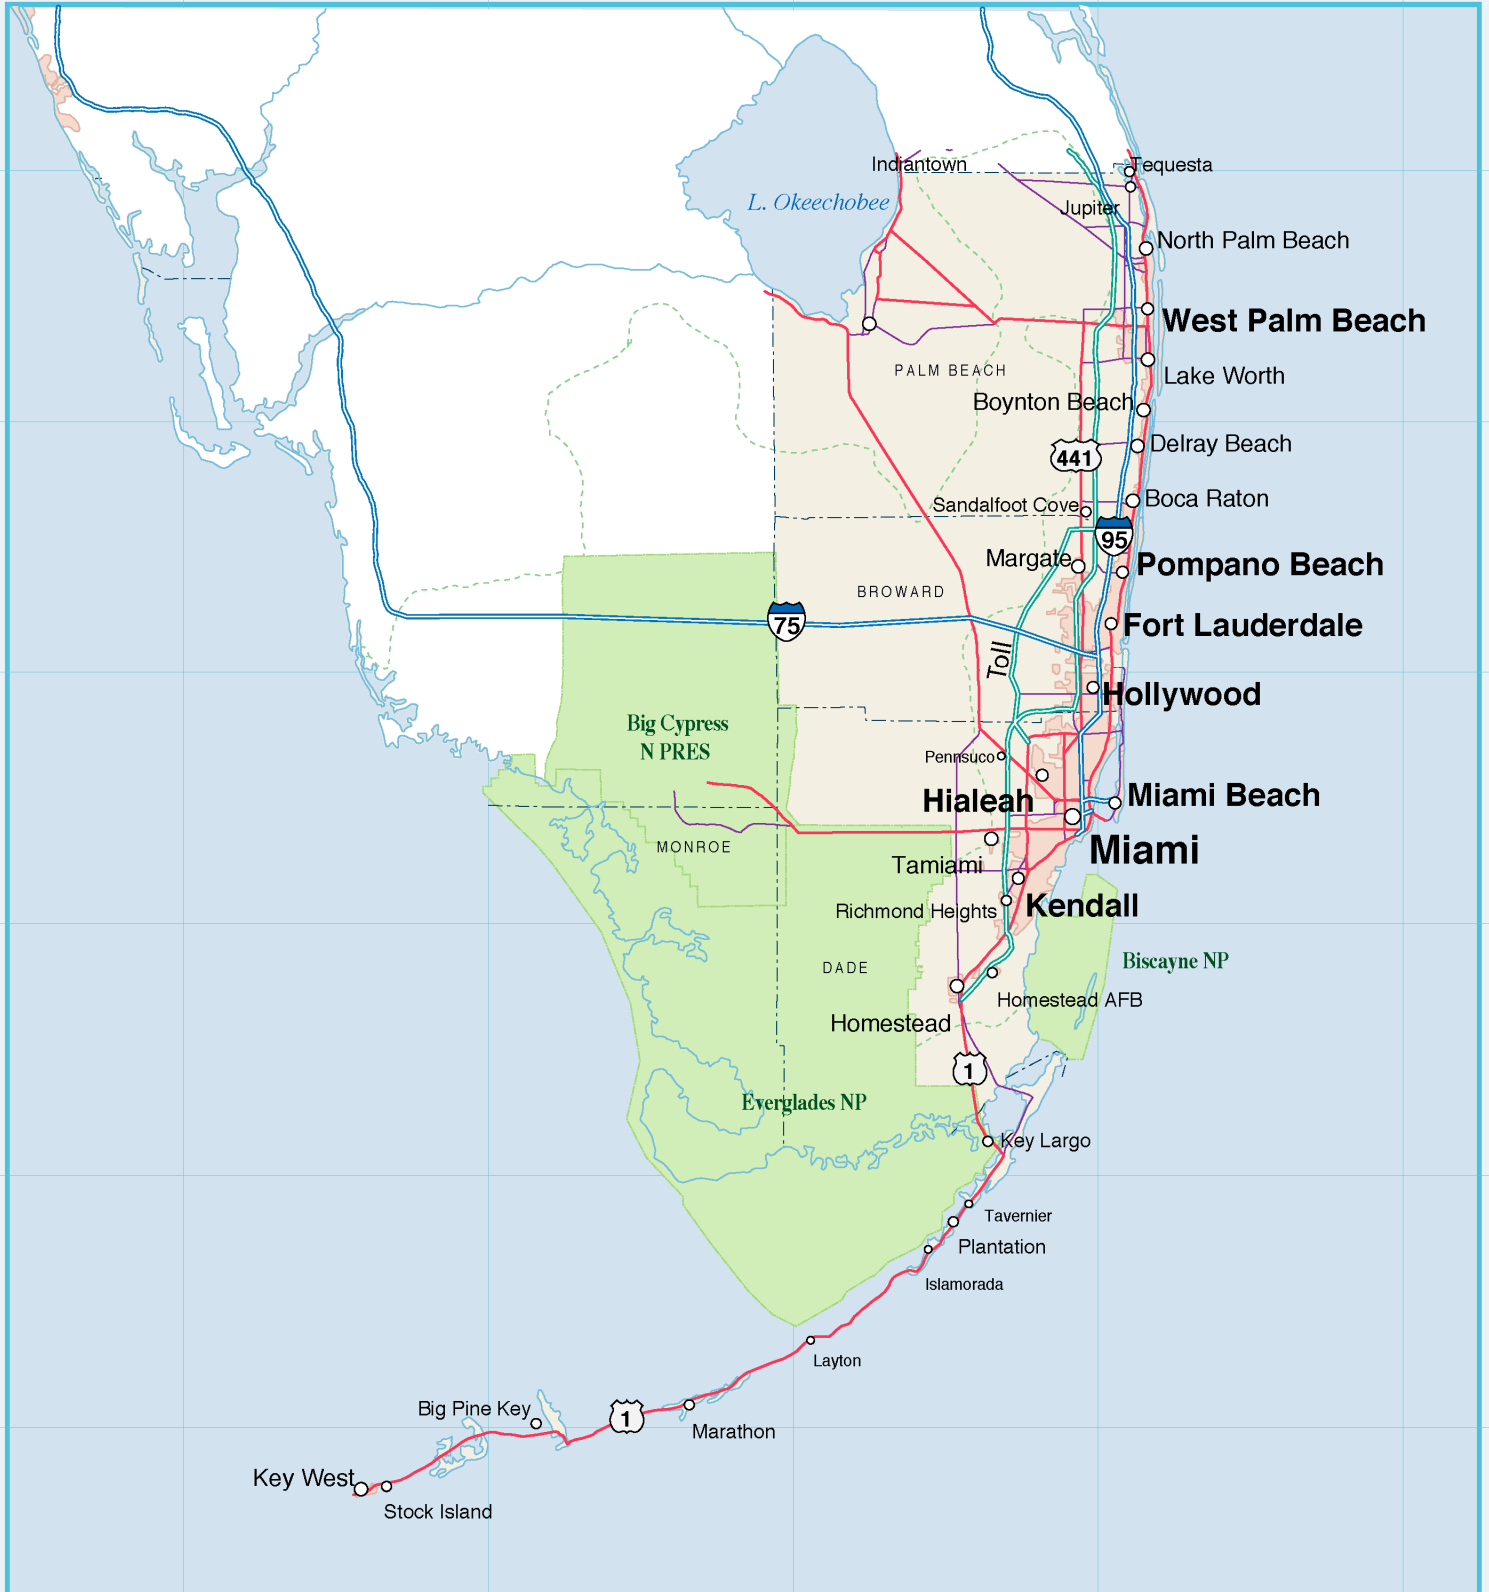 Indiantown
Tequesta
L. Okeechobee
Jupiter
North Palm Beach
West Palm Beach
PALM BEACH
Lake Worth
Boynton Beach
Delray Beach
441
Boca Raton
Sandalfoot Cove
95
Margate
Pompano Beach
BROWARD
75
Fort Lauderdale
Toll
Hollywood
Big Cypress
N PRES
Pennsuco
Hialeah
Miami Beach
MONROE
Miami
Tamiami
Kendall
Richmond Heights
Biscayne NP
DADE
Homestead AFB
Homestead
1
Everglades NP
Key Largo
Tavernier
Plantation
Islamorada
Layton
Big Pine Key
1
Marathon
Key West
Stock Island